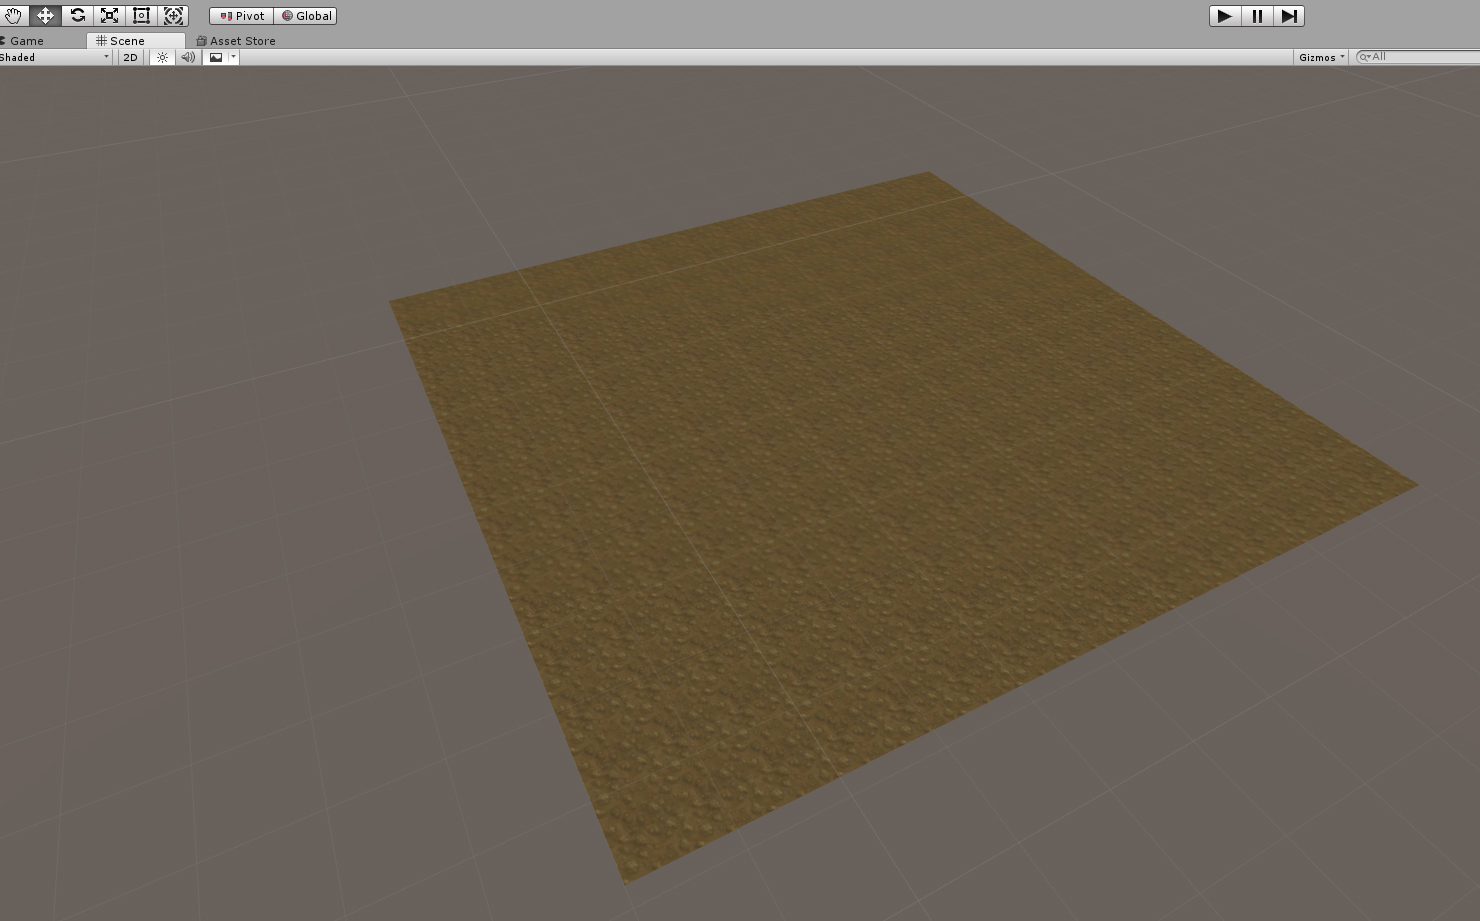 Pivot Global
Game Scene Asset Store
Shaded 2D Gizmos All